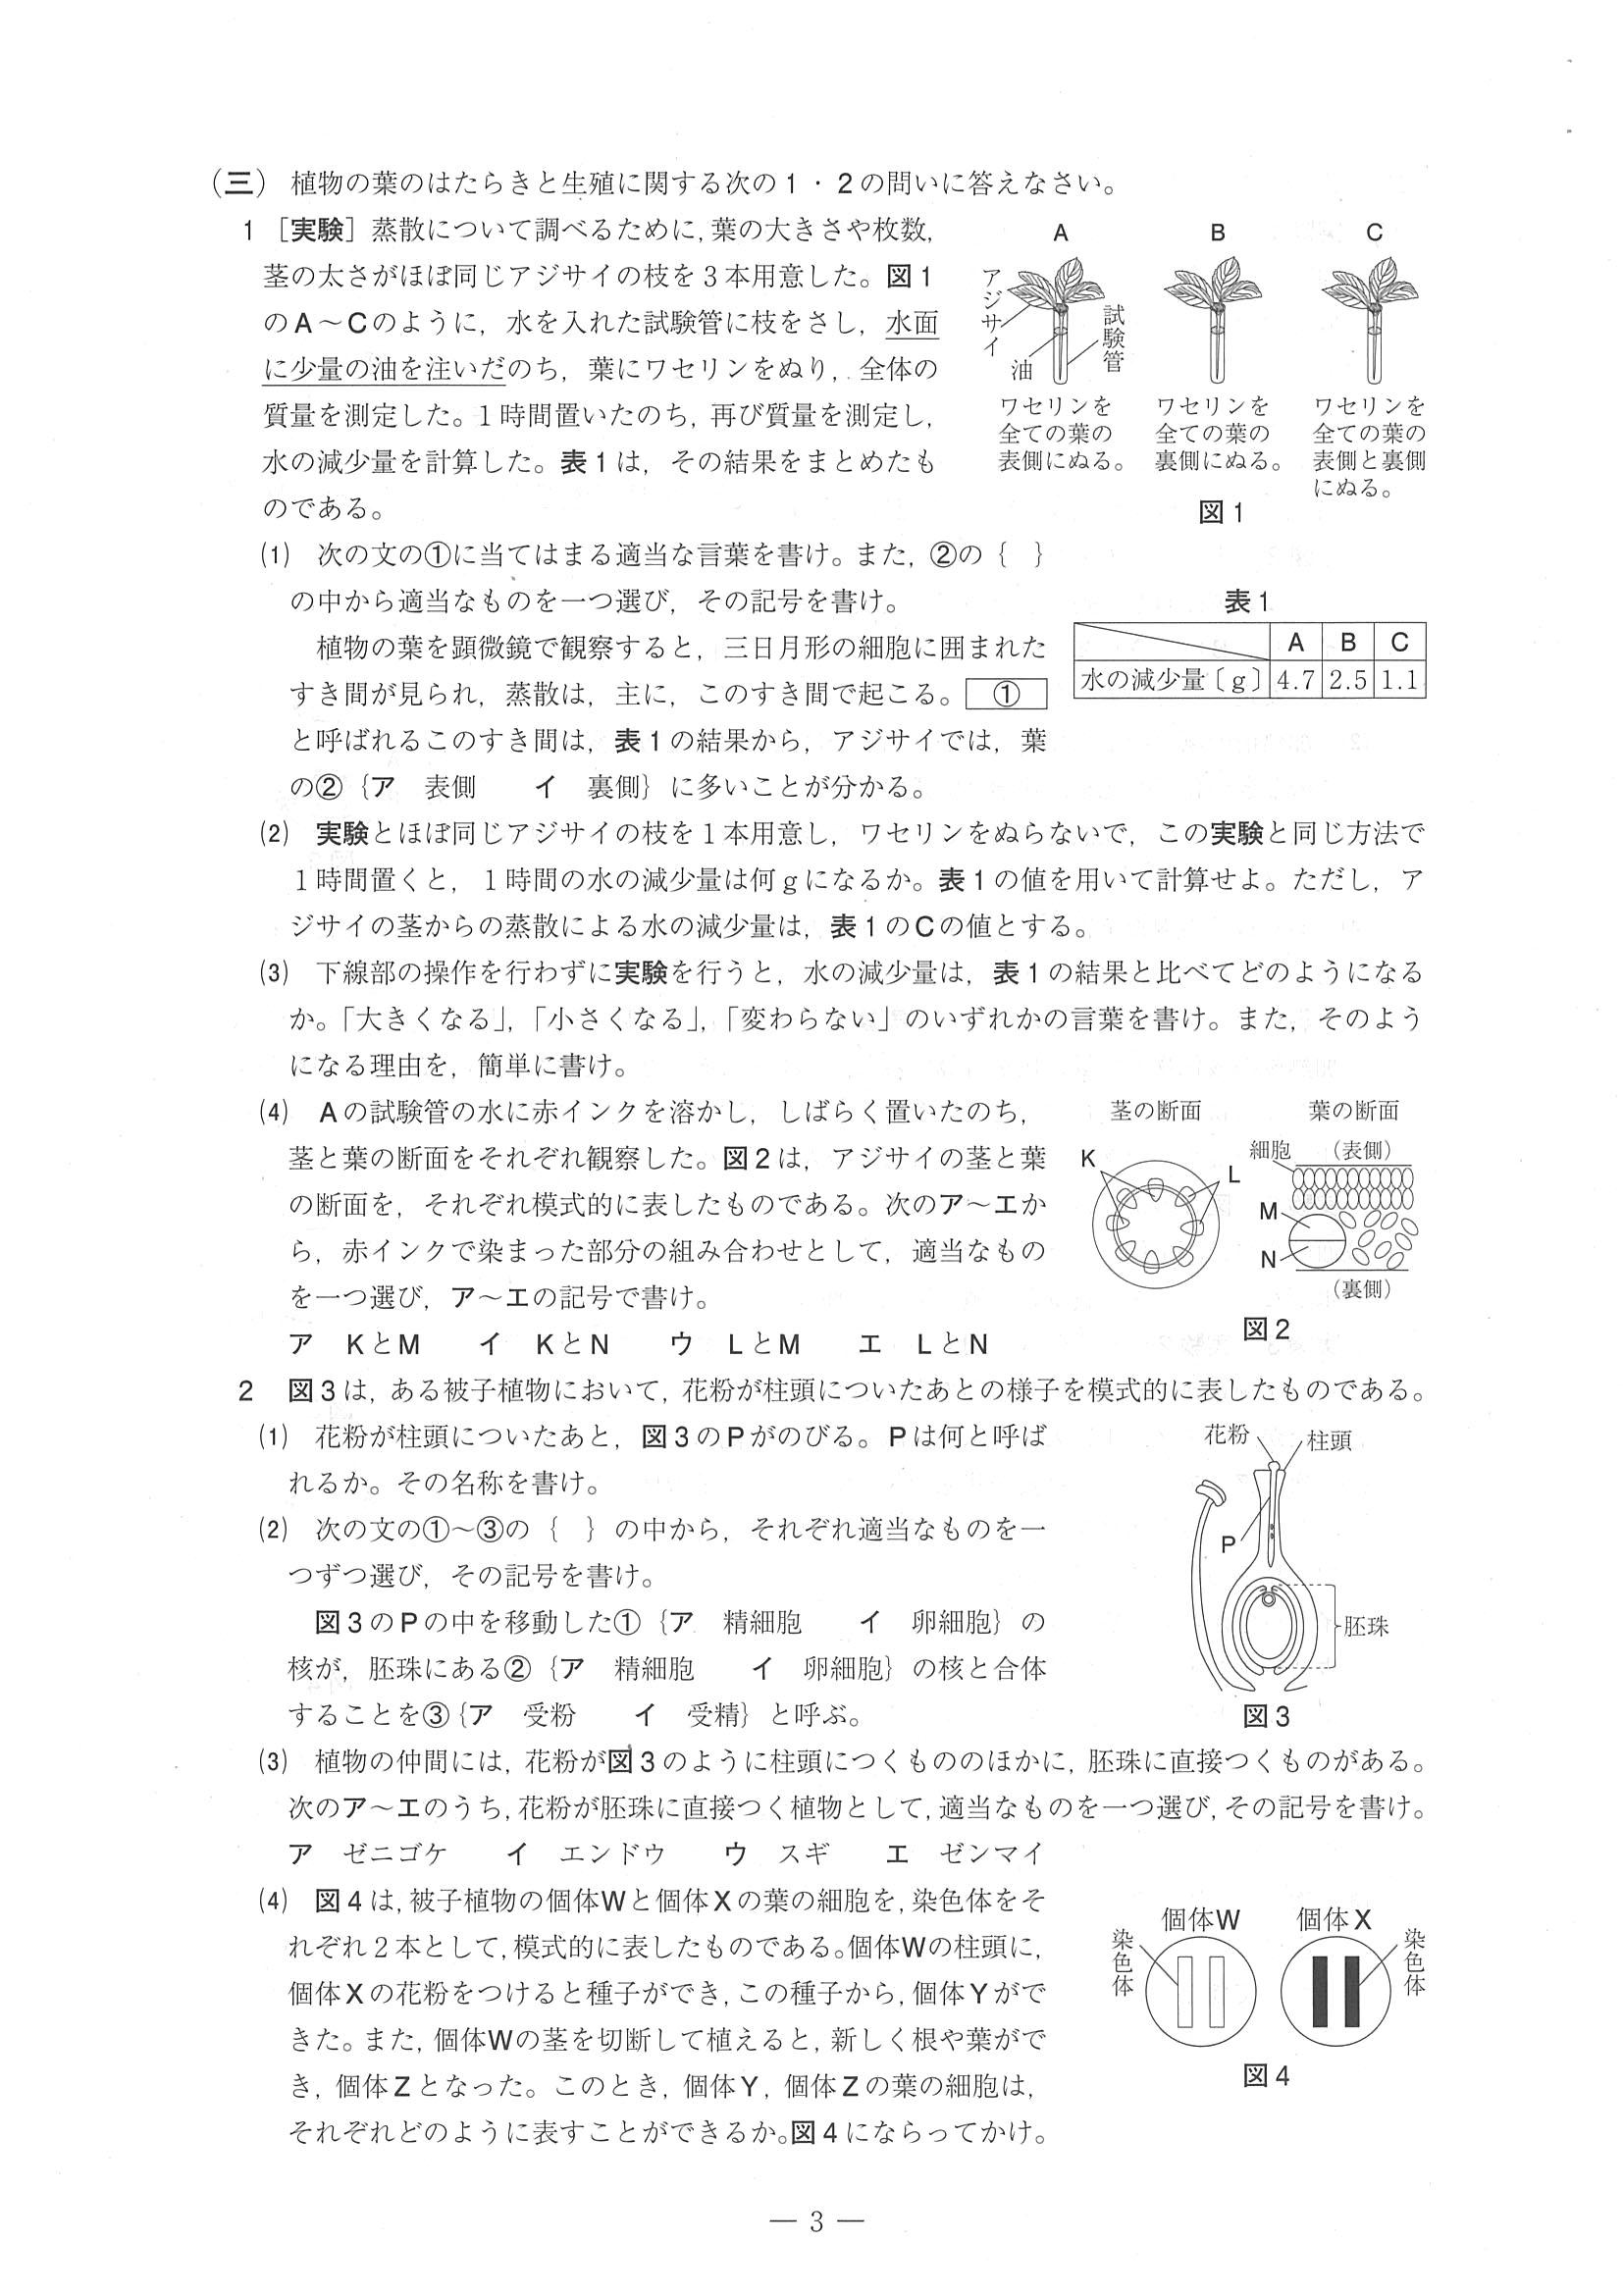 (三) 植物の葉のはたらきと生殖に関する次の1・2の問いに答えなさい。
1 [実験] 蒸散について調べるために,葉の大きさや枚数,
茎の太さがほぼ同じアジサイの枝を3本用意した。図1
のA～Cのように,水を入れた試験管に枝をさし,水面
に少量の油を注いだのち,葉にワセリンをぬり,全体の
質量を測定した。1時間置いたのち,再び質量を測定し,
水の減少量を計算した。表1は,その結果をまとめたも
のである。
A B C
アジサイ
油
試験管
ワセリンを 全ての葉の 表側にぬる。
ワセリンを 全ての葉の 裏側にぬる。
ワセリンを 全ての葉の 表側と裏側 にぬる。
図1
(1) 次の文の①に当てはまる適当な言葉を書け。また,②の{ }
の中から適当なものを一つ選び,その記号を書け。
植物の葉を顕微鏡で観察すると,三日月形の細胞に囲まれた
すき間が見られ,蒸散は,主に,このすき間で起こる。 ①
と呼ばれるこのすき間は,表1の結果から,アジサイでは,葉
の②{ア 表側 イ 裏側}に多いことが分かる。
表1
A B C
水の減少量〔g〕 4.7 2.5 1.1
(2) 実験とほぼ同じアジサイの枝を1本用意し,ワセリンをぬらないで,この実験と同じ方法で
1時間置くと,1時間の水の減少量は何gになるか。表1の値を用いて計算せよ。ただし,ア
ジサイの茎からの蒸散による水の減少量は,表1のCの値とする。
(3) 下線部の操作を行わずに実験を行うと,水の減少量は,表1の結果と比べてどのようになる
か。「大きくなる」,「小さくなる」,「変わらない」のいずれかの言葉を書け。また,そのよう
になる理由を,簡単に書け。
(4) Aの試験管の水に赤インクを溶かし,しばらく置いたのち,
茎と葉の断面をそれぞれ観察した。図2は,アジサイの茎と葉
の断面を,それぞれ模式的に表したものである。次のア～エか
ら,赤インクで染まった部分の組み合わせとして,適当なもの
を一つ選び,ア～エの記号で書け。
ア KとM イ KとN ウ LとM エ LとN
茎の断面 葉の断面
細胞 (表側)
K L
M
N
(裏側)
図2
2 図3は,ある被子植物において,花粉が柱頭についたあとの様子を模式的に表したものである。
(1) 花粉が柱頭についたあと,図3のPがのびる。Pは何と呼ば
れるか。その名称を書け。
(2) 次の文の①～③の{ }の中から,それぞれ適当なものを一
つずつ選び,その記号を書け。
図3のPの中を移動した①{ア 精細胞 イ 卵細胞}の
核が,胚珠にある②{ア 精細胞 イ 卵細胞}の核と合体
することを③{ア 受粉 イ 受精}と呼ぶ。
花粉 柱頭
P
胚珠
図3
(3) 植物の仲間には,花粉が図3のように柱頭につくもののほかに,胚珠に直接つくものがある。
次のア～エのうち,花粉が胚珠に直接つく植物として,適当なものを一つ選び,その記号を書け。
ア ゼニゴケ イ エンドウ ウ スギ エ ゼンマイ
(4) 図4は,被子植物の個体Wと個体Xの葉の細胞を,染色体をそ
れぞれ2本として,模式的に表したものである。個体Wの柱頭に,
個体Xの花粉をつけると種子ができ,この種子から,個体Yがで
きた。また,個体Wの茎を切断して植えると,新しく根や葉がで
き,個体Zとなった。このとき,個体Y,個体Zの葉の細胞は,
それぞれどのように表すことができるか。図4にならってかけ。
個体W 個体X
染色体 染色体
図4
— 3 —